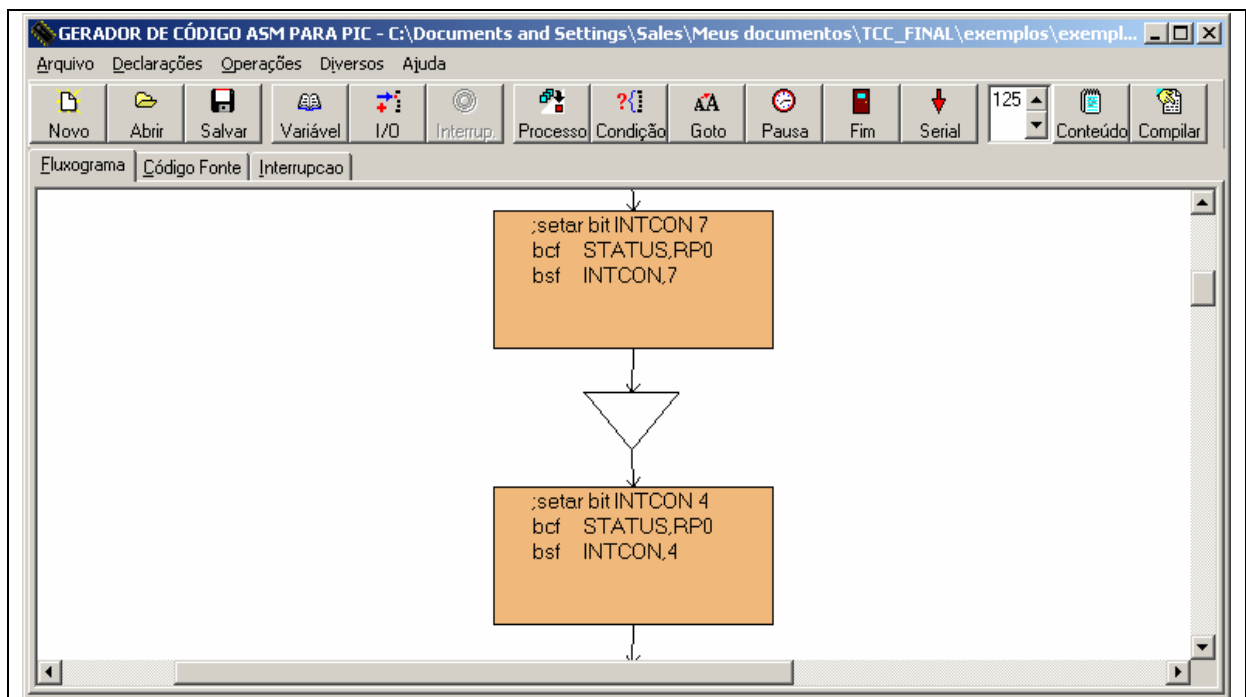 GERADOR DE CÓDIGO ASM PARA PIC - C:\Documents and Settings\Sales\Meus documentos\TCC_FINAL\exemplos\exempl...
Arquivo Declarações Operações Diversos Ajuda
Novo Abrir Salvar Variável I/O Interrup. Processo Condição Goto Pausa Fim Serial 125 Conteúdo Compilar
Fluxograma Código Fonte Interrupcao
;setar bit INTCON 7
bcf STATUS,RP0
bsf INTCON,7
;setar bit INTCON 4
bcf STATUS,RP0
bsf INTCON,4